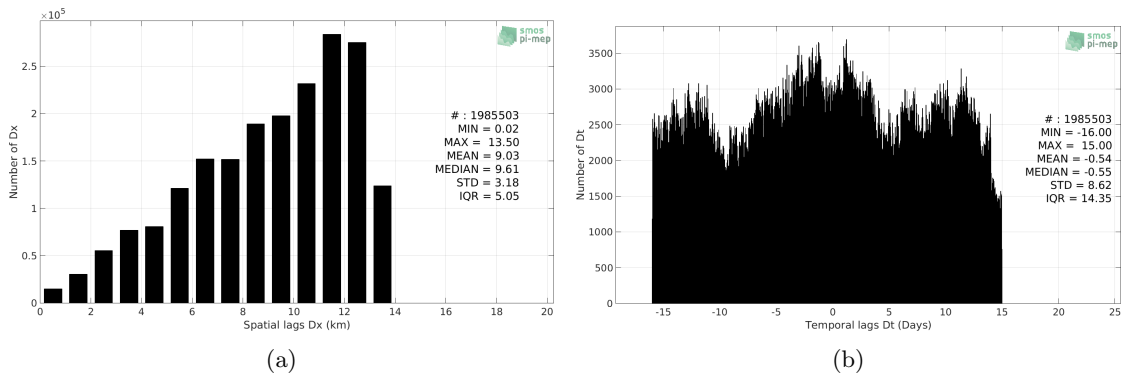 ×10⁵
2.5
2
1.5
1
0.5
0
0 2 4 6 8 10 12 14 16 18 20
Number of Dx
Spatial lags Dx (km)
smos
pi-mep
# : 1985503
MIN = 0.02
MAX = 13.50
MEAN = 9.03
MEDIAN = 9.61
STD = 3.18
IQR = 5.05
(a)
3500
3000
2500
2000
1500
1000
500
0
-15 -10 -5 0 5 10 15 20 25
Number of Dt
Temporal lags Dt (Days)
smos
pi-mep
# : 1985503
MIN = -16.00
MAX = 15.00
MEAN = -0.54
MEDIAN = -0.55
STD = 8.62
IQR = 14.35
(b)